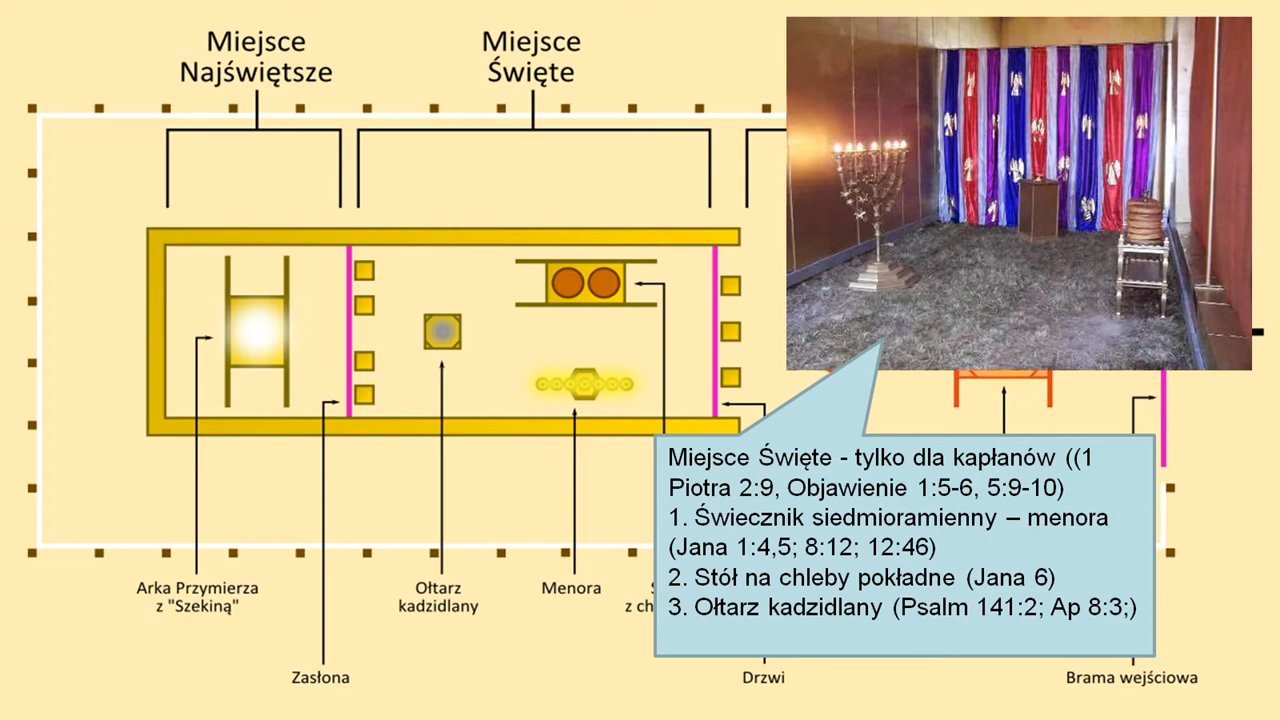 Miejsce
Najświętsze
Miejsce
Święte
Miejsce Święte - tylko dla kapłanów ((1
Piotra 2:9, Objawienie 1:5-6, 5:9-10)
1. Świecznik siedmioramienny – menora
(Jana 1:4,5; 8:12; 12:46)
2. Stół na chleby pokładne (Jana 6)
3. Ołtarz kadzidlany (Psalm 141:2; Ap 8:3;)
Arka Przymierza
z "Szekiną"
Ołtarz
kadzidlany
Menora
Zasłona
Drzwi
Brama wejściowa